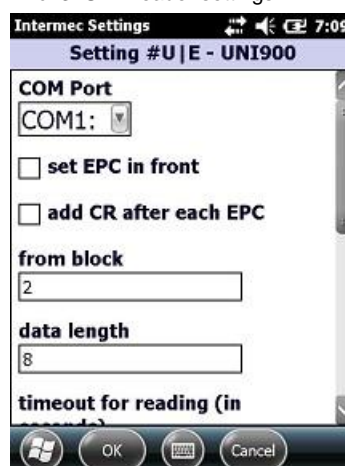 Intermec Settings 7:09
Setting #U|E - UNI900
COM Port
COM1:
set EPC in front
add CR after each EPC
from block
2
data length
8
timeout for reading (in
OK Cancel